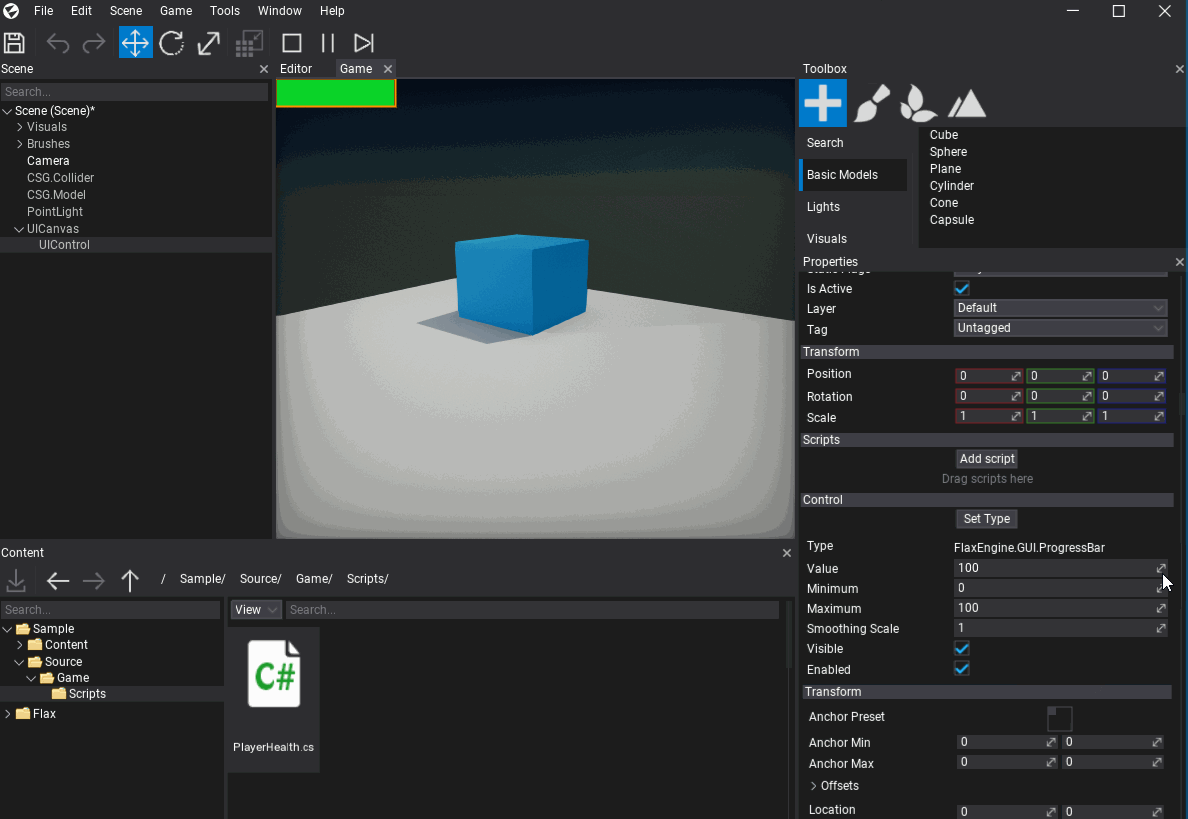 File Edit Scene Game Tools Window Help
Scene
Search...
Scene (Scene)*
Visuals
Brushes
Camera
CSG.Collider
CSG.Model
PointLight
UICanvas
UIControl
Editor Game
Toolbox
Search
Basic Models
Lights
Visuals
Cube
Sphere
Plane
Cylinder
Cone
Capsule
Properties
Is Active
Layer Default
Tag Untagged
Transform
Position 0 0 0
Rotation 0 0 0
Scale 1 1 1
Scripts
Add script
Drag scripts here
Control
Set Type
Type FlaxEngine.GUI.ProgressBar
Value 100
Minimum 0
Maximum 100
Smoothing Scale 1
Visible
Enabled
Transform
Anchor Preset
Anchor Min 0 0
Anchor Max 0 0
Offsets
Location 0 0
Content
/ Sample/ Source/ Game/ Scripts/
Search...
Sample
Content
Source
Game
Scripts
Flax
View Search...
C#
PlayerHealth.cs